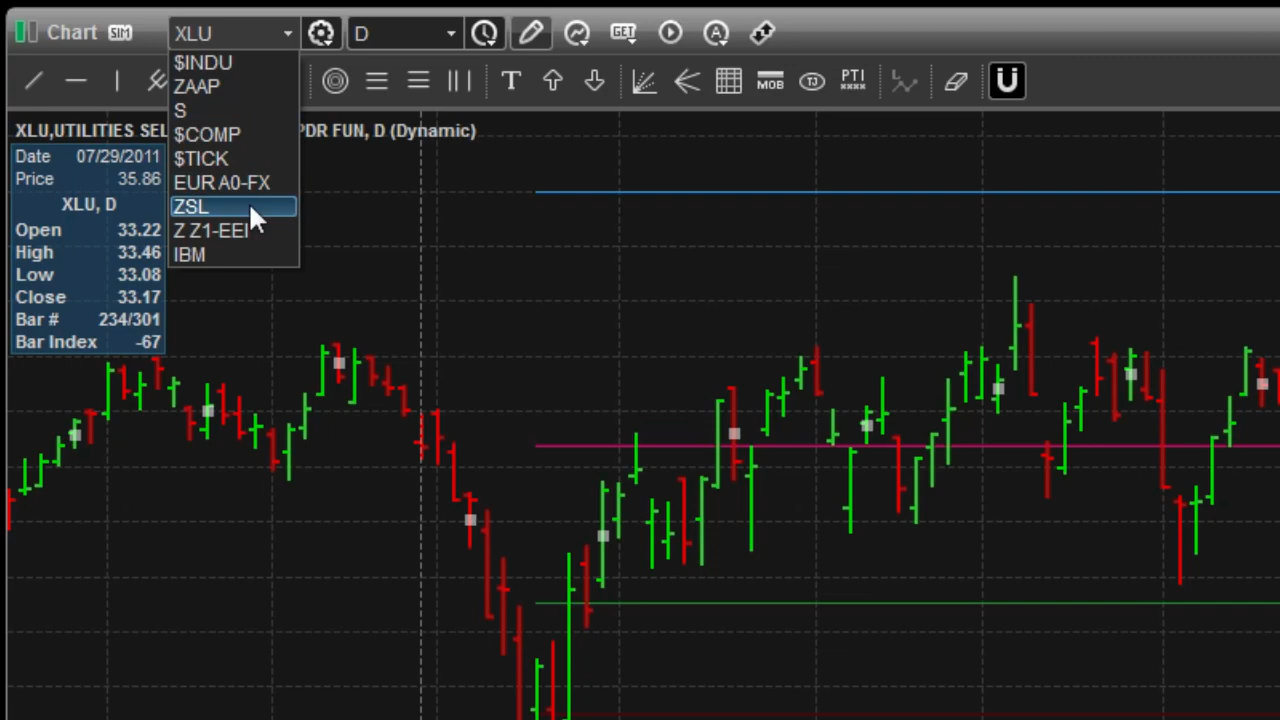 Chart SIM XLU D GET A
T MOB TJ PTI xxxx U
$INDU
ZAAP
S
$COMP
$TICK
EUR A0-FX
ZSL
Z Z1-EEI
IBM
XLU,UTILITIES SEL PDR FUN, D (Dynamic)
Date 07/29/2011
Price 35.86
XLU, D
Open 33.22
High 33.46
Low 33.08
Close 33.17
Bar # 234/301
Bar Index -67